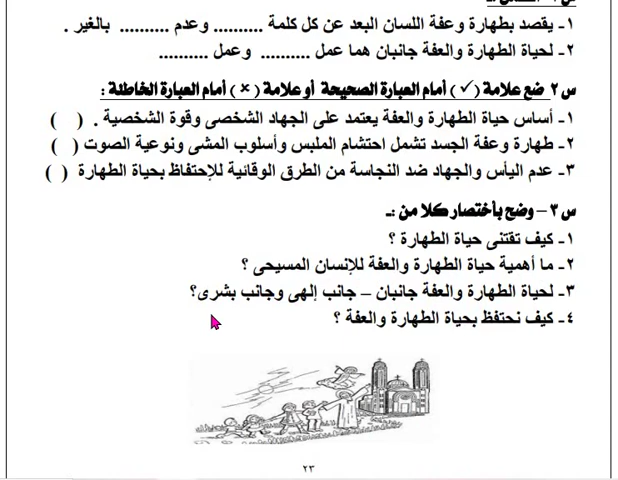 ١- يقصد بطهارة وعفة اللسان البعد عن كل كلمة .......... وعدم .......... بالغير .
٢- لحياة الطهارة والعفة جانبان هما عمل .......... وعمل ..........
س٢ ضع علامة (✓) أمام العبارة الصحيحة أو علامة (×) أمام العبارة الخاطئة :
١- أساس حياة الطهارة والعفة يعتمد على الجهاد الشخصى وقوة الشخصية . ( )
٢- طهارة وعفة الجسد تشمل احتشام الملبس وأسلوب المشى ونوعية الصوت ( )
٣- عدم اليأس والجهاد ضد النجاسة من الطرق الوقائية للإحتفاظ بحياة الطهارة ( )
س٣ – وضح بأختصار كلا من :ـ
١- كيف تقتنى حياة الطهارة ؟
٢- ما أهمية حياة الطهارة والعفة للإنسان المسيحى ؟
٣- لحياة الطهارة والعفة جانبان – جانب إلهى وجانب بشرى؟
٤- كيف نحتفظ بحياة الطهارة والعفة ؟
٢٣